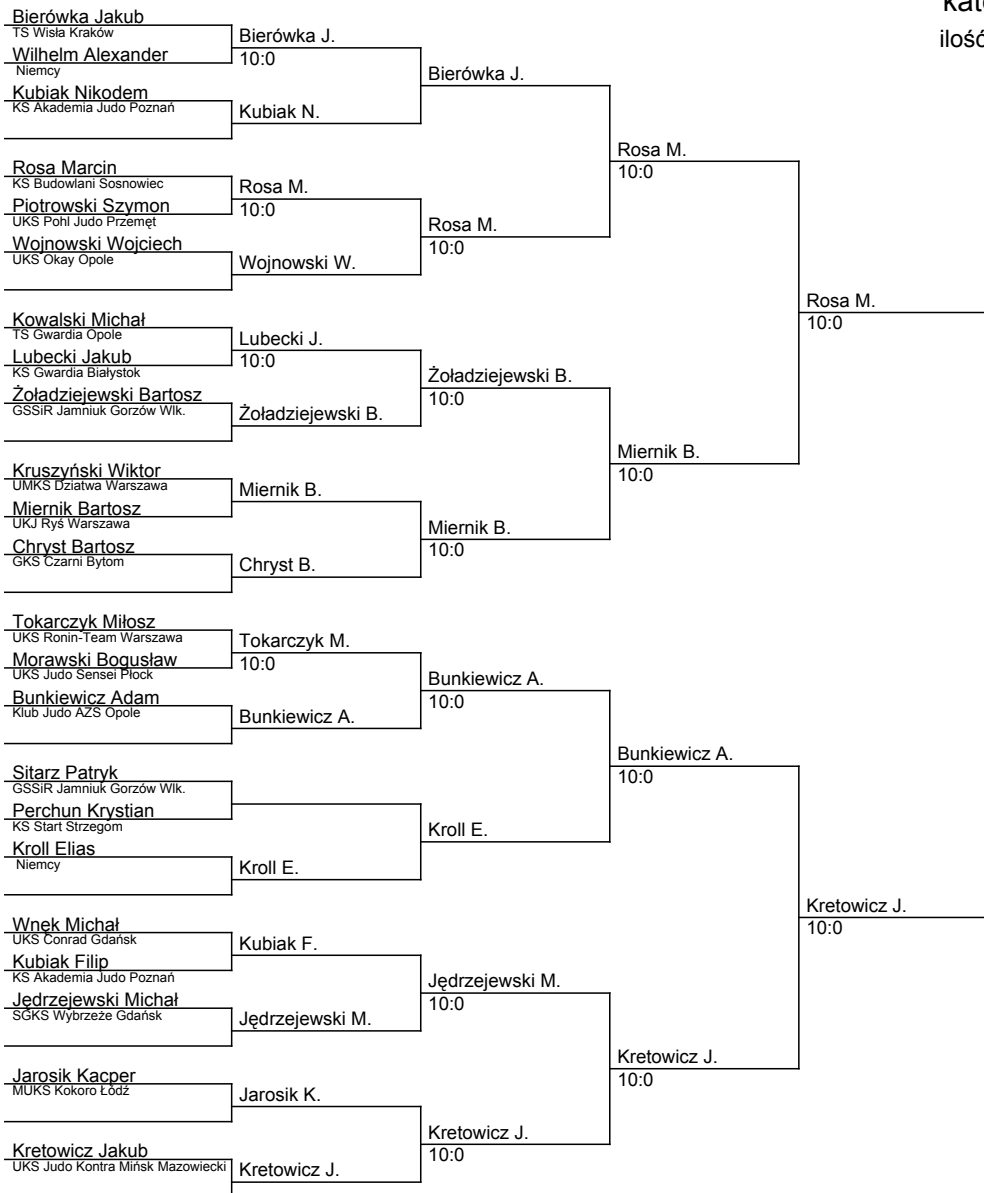 kat
ilość
Bierówka Jakub
TS Wisła Kraków
Wilhelm Alexander
Niemcy
Kubiak Nikodem
KS Akademia Judo Poznań
Rosa Marcin
KS Budowlani Sosnowiec
Piotrowski Szymon
UKS Pohl Judo Przemęt
Wojnowski Wojciech
UKS Okay Opole
Kowalski Michał
TS Gwardia Opole
Lubecki Jakub
KS Gwardia Białystok
Żoładziejewski Bartosz
GSSiR Jamniuk Gorzów Wlk.
Kruszyński Wiktor
UMKS Dziatwa Warszawa
Miernik Bartosz
UKJ Ryś Warszawa
Chryst Bartosz
GKS Czarni Bytom
Tokarczyk Miłosz
UKS Ronin-Team Warszawa
Morawski Bogusław
UKS Judo Sensei Płock
Bunkiewicz Adam
Klub Judo AZS Opole
Sitarz Patryk
GSSiR Jamniuk Gorzów Wlk.
Perchun Krystian
KS Start Strzegom
Kroll Elias
Niemcy
Wnęk Michał
UKS Conrad Gdańsk
Kubiak Filip
KS Akademia Judo Poznań
Jędrzejewski Michał
SGKS Wybrzeże Gdańsk
Jarosik Kacper
MUKS Kokoro Łódź
Kretowicz Jakub
UKS Judo Kontra Mińsk Mazowiecki
Bierówka J.
10:0
Kubiak N.
Rosa M.
10:0
Wojnowski W.
Lubecki J.
10:0
Żoładziejewski B.
Miernik B.
Chryst B.
Tokarczyk M.
10:0
Bunkiewicz A.
Kroll E.
Kubiak F.
Jędrzejewski M.
Jarosik K.
Kretowicz J.
Bierówka J.
Rosa M.
10:0
Żoładziejewski B.
10:0
Miernik B.
10:0
Bunkiewicz A.
10:0
Kroll E.
Jędrzejewski M.
10:0
Kretowicz J.
10:0
Rosa M.
10:0
Miernik B.
10:0
Bunkiewicz A.
10:0
Kretowicz J.
10:0
Rosa M.
10:0
Kretowicz J.
10:0